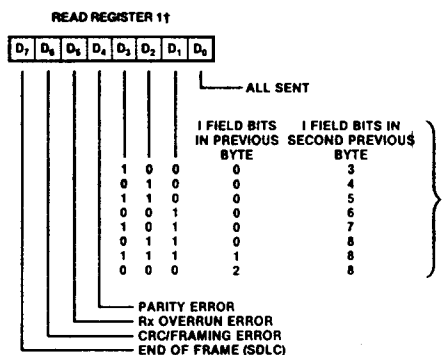 READ REGISTER 1†
D7 D6 D5 D4 D3 D2 D1 D0
ALL SENT
I FIELD BITS IN PREVIOUS BYTE
I FIELD BITS IN SECOND PREVIOUS BYTE
1 0 0 0 3
0 1 0 0 4
1 1 0 0 5
0 0 1 0 6
1 0 1 0 7
0 1 1 0 8
1 1 1 1 8
0 0 0 2 8
PARITY ERROR
Rx OVERRUN ERROR
CRC/FRAMING ERROR
END OF FRAME (SDLC)